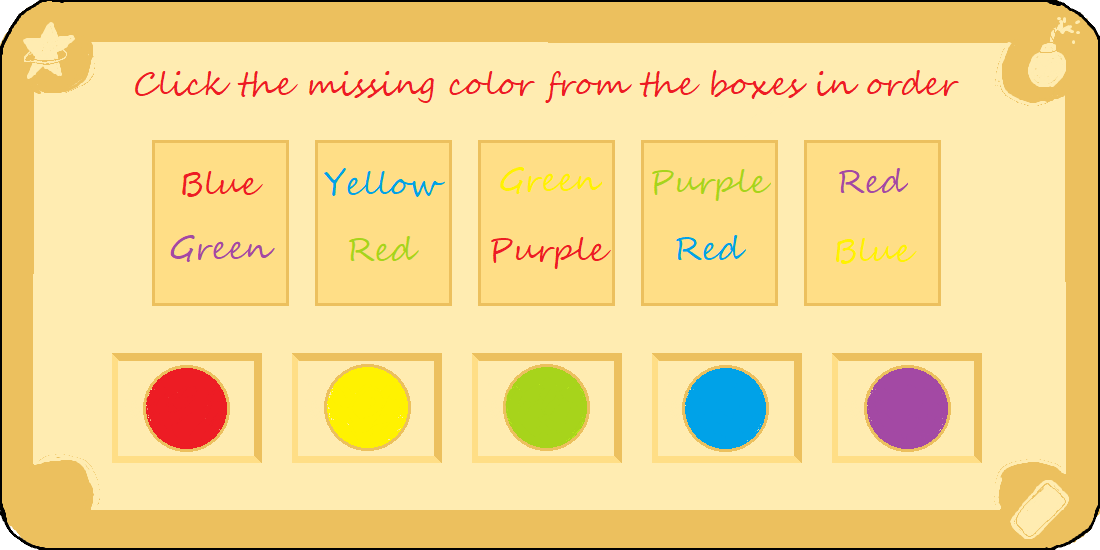 Click the missing color from the boxes in order
Blue
Green
Yellow
Red
Green
Purple
Purple
Red
Red
Blue